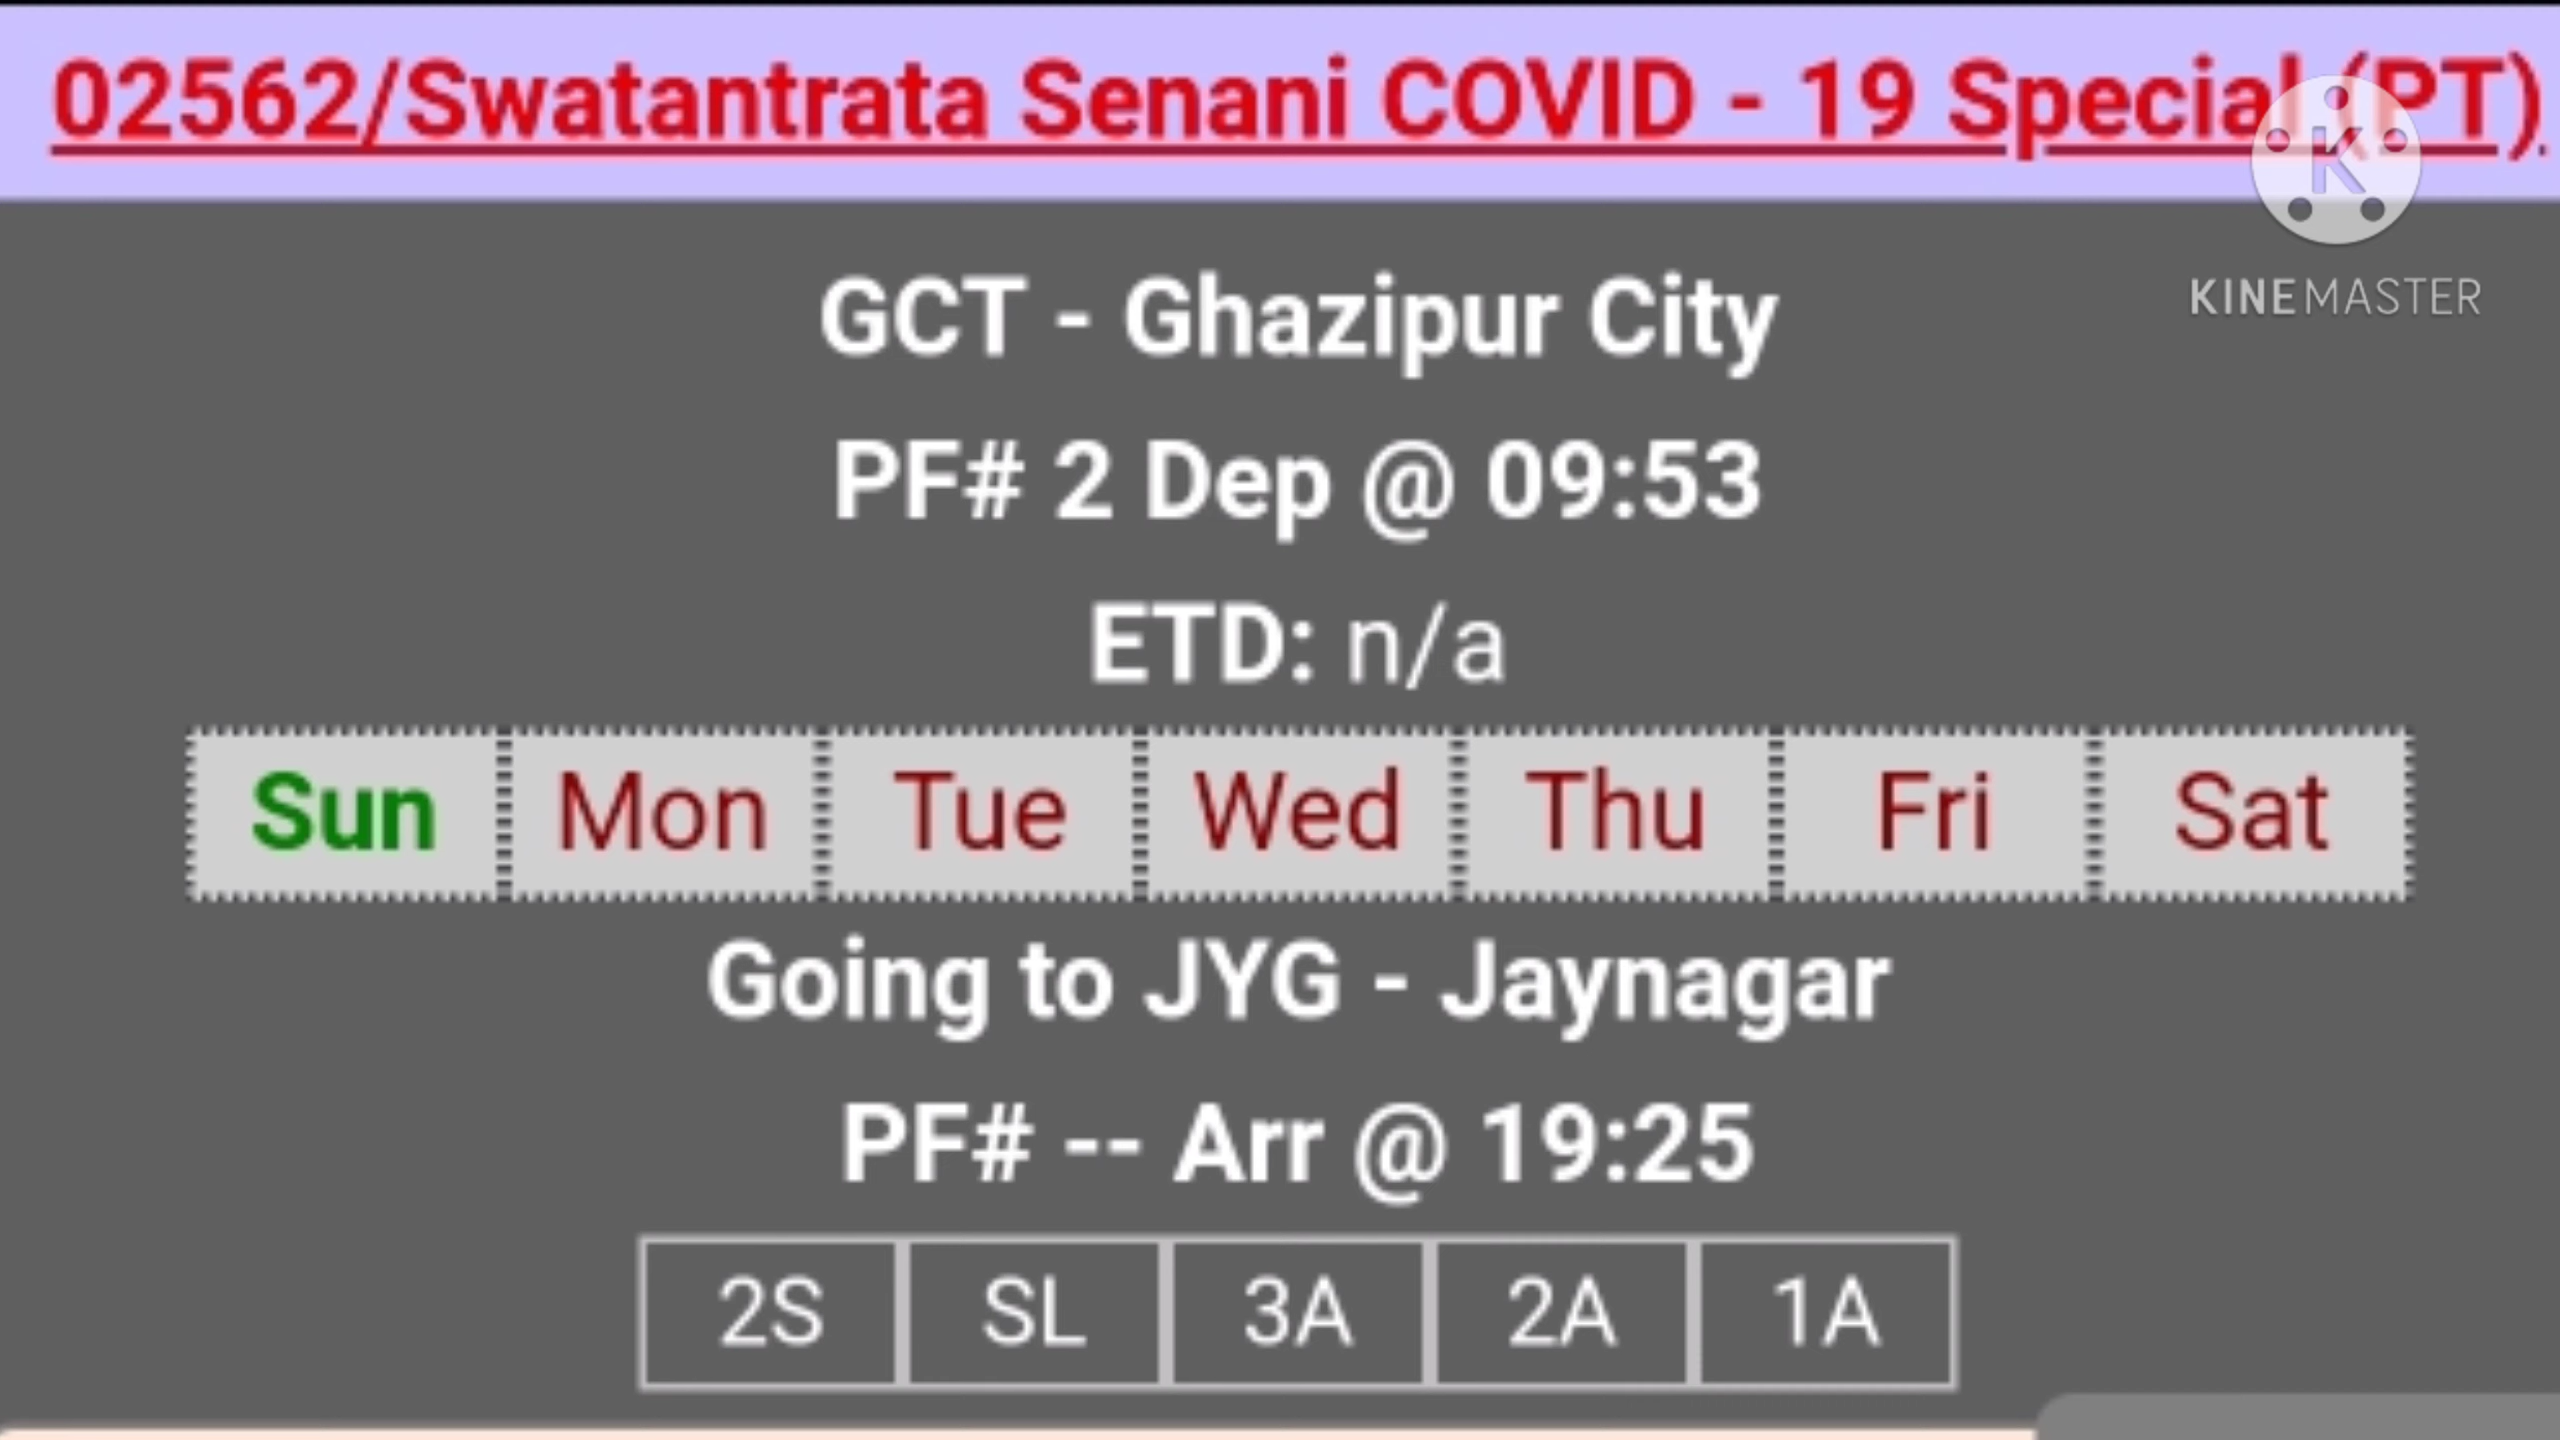 02562/Swatantrata Senani COVID - 19 Special (PT)
KINEMASTER
GCT - Ghazipur City
PF# 2 Dep @ 09:53
ETD: n/a
Sun Mon Tue Wed Thu Fri Sat
Going to JYG - Jaynagar
PF# -- Arr @ 19:25
2S SL 3A 2A 1A